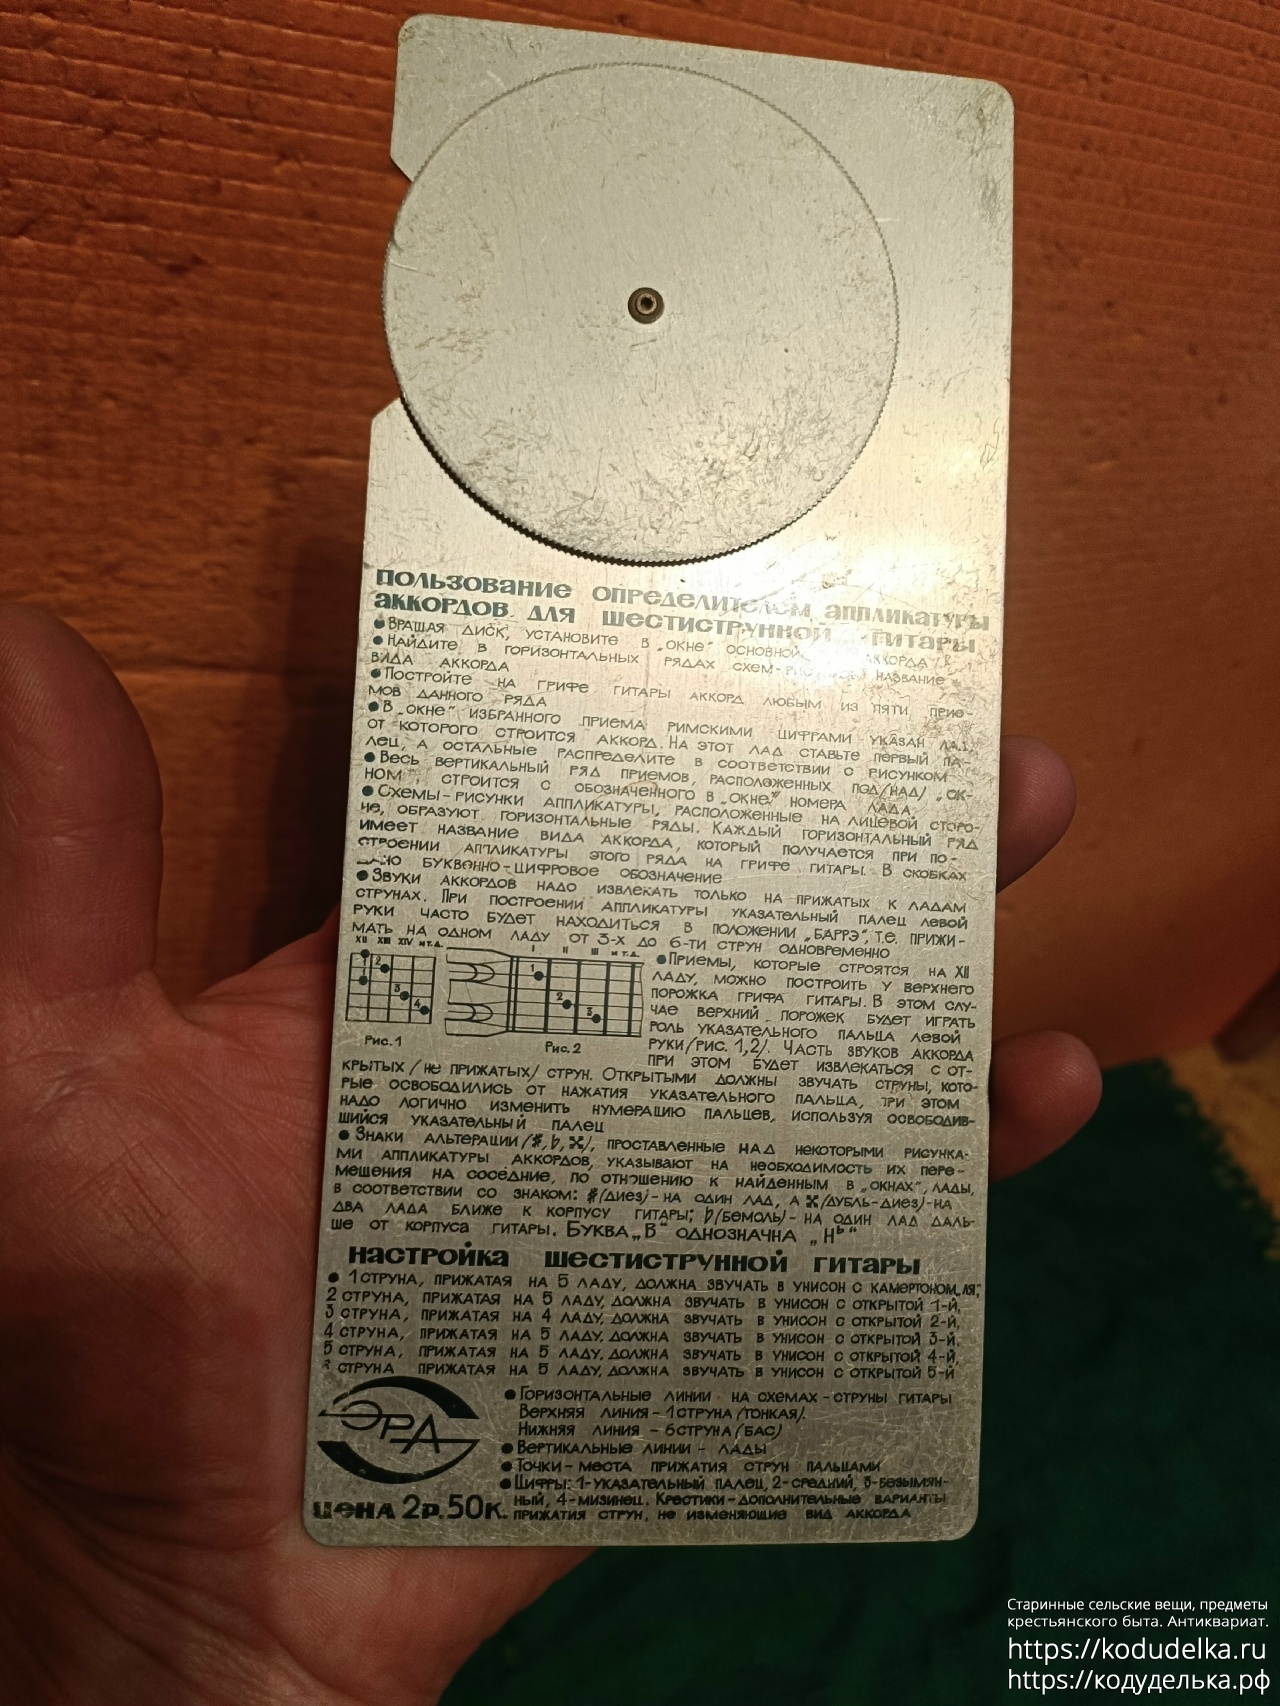 ПОЛЬЗОВАНИЕ ОПРЕДЕЛИТЕЛЕМ АППЛИКАТУРЫ
АККОРДОВ ДЛЯ ШЕСТИСТРУННОЙ ГИТАРЫ
● ВРАЩАЯ ДИСК, УСТАНОВИТЕ В „ОКНЕ" ОСНОВНОЙ АККОРДА
● НАЙДИТЕ В ГОРИЗОНТАЛЬНЫХ РЯДАХ СХЕМ- НАЗВАНИЕ
ВИДА АККОРДА
● ПОСТРОЙТЕ НА ГРИФЕ ГИТАРЫ АККОРД ЛЮБЫМ ИЗ ПЯТИ ПРИЕ-
МОВ ДАННОГО РЯДА
● В „ОКНЕ" ИЗБРАННОГО ПРИЕМА РИМСКИМИ ЦИФРАМИ УКАЗАН ЛАД,
ОТ КОТОРОГО СТРОИТСЯ АККОРД. НА ЭТОТ ЛАД СТАВЬТЕ ПЕРВЫЙ ПА-
ЛЕЦ, А ОСТАЛЬНЫЕ РАСПРЕДЕЛИТЕ В СООТВЕТСТВИИ С РИСУНКОМ
● ВЕСЬ ВЕРТИКАЛЬНЫЙ РЯД ПРИЕМОВ, РАСПОЛОЖЕННЫХ ПОД/НАД/ „ОК-
НОМ", СТРОИТСЯ С ОБОЗНАЧЕННОГО В „ОКНЕ" НОМЕРА ЛАДА
● СХЕМЫ-РИСУНКИ АППЛИКАТУРЫ, РАСПОЛОЖЕННЫЕ НА ЛИЦЕВОЙ СТОРО-
НЕ, ОБРАЗУЮТ ГОРИЗОНТАЛЬНЫЕ РЯДЫ. КАЖДЫЙ ГОРИЗОНТАЛЬНЫЙ РЯД
ИМЕЕТ НАЗВАНИЕ ВИДА АККОРДА, КОТОРЫЙ ПОЛУЧАЕТСЯ ПРИ ПО-
СТРОЕНИИ АППЛИКАТУРЫ ЭТОГО РЯДА НА ГРИФЕ ГИТАРЫ. В СКОБКАХ
ДАНО БУКВЕННО-ЦИФРОВОЕ ОБОЗНАЧЕНИЕ
● ЗВУКИ АККОРДОВ НАДО ИЗВЛЕКАТЬ ТОЛЬКО НА ПРИЖАТЫХ К ЛАДАМ
СТРУНАХ. ПРИ ПОСТРОЕНИИ АППЛИКАТУРЫ УКАЗАТЕЛЬНЫЙ ПАЛЕЦ ЛЕВОЙ
РУКИ ЧАСТО БУДЕТ НАХОДИТЬСЯ В ПОЛОЖЕНИИ „БАРРЭ", Т.Е. ПРИЖИ-
МАТЬ НА ОДНОМ ЛАДУ ОТ 3-Х ДО 6-ТИ СТРУН ОДНОВРЕМЕННО
XII XIII XIV И Т.Д.
1 2 1 3 4
Рис. 1
I II III И Т.Д.
1 2 3
Рис. 2
● ПРИЕМЫ, КОТОРЫЕ СТРОЯТСЯ НА XII
ЛАДУ, МОЖНО ПОСТРОИТЬ У ВЕРХНЕГО
ПОРОЖКА ГРИФА ГИТАРЫ. В ЭТОМ СЛУ-
ЧАЕ ВЕРХНИЙ ПОРОЖЕК БУДЕТ ИГРАТЬ
РОЛЬ УКАЗАТЕЛЬНОГО ПАЛЬЦА ЛЕВОЙ
РУКИ/РИС. 1,2/. ЧАСТЬ ЗВУКОВ АККОРДА
ПРИ ЭТОМ БУДЕТ ИЗВЛЕКАТЬСЯ С ОТ-
КРЫТЫХ /НЕ ПРИЖАТЫХ/ СТРУН. ОТКРЫТЫМИ ДОЛЖНЫ ЗВУЧАТЬ СТРУНЫ, КОТО-
РЫЕ ОСВОБОДИЛИСЬ ОТ НАЖАТИЯ УКАЗАТЕЛЬНОГО ПАЛЬЦА, ПРИ ЭТОМ
НАДО ЛОГИЧНО ИЗМЕНИТЬ НУМЕРАЦИЮ ПАЛЬЦЕВ, ИСПОЛЬЗУЯ ОСВОБОДИВ-
ШИЙСЯ УКАЗАТЕЛЬНЫЙ ПАЛЕЦ
● ЗНАКИ АЛЬТЕРАЦИИ/♯,♭,𝄪/, ПРОСТАВЛЕННЫЕ НАД НЕКОТОРЫМИ РИСУНКА-
МИ АППЛИКАТУРЫ АККОРДОВ, УКАЗЫВАЮТ НА НЕОБХОДИМОСТЬ ИХ ПЕРЕ-
МЕЩЕНИЯ НА СОСЕДНИЕ, ПО ОТНОШЕНИЮ К НАЙДЕННЫМ В „ОКНАХ", ЛАДЫ,
В СООТВЕТСТВИИ СО ЗНАКОМ: ♯/ДИЕЗ/-НА ОДИН ЛАД, А 𝄪/ДУБЛЬ-ДИЕЗ/-НА
ДВА ЛАДА БЛИЖЕ К КОРПУСУ ГИТАРЫ; ♭/БЕМОЛЬ/-НА ОДИН ЛАД ДАЛЬ-
ШЕ ОТ КОРПУСА ГИТАРЫ. БУКВА „В" ОДНОЗНАЧНА „Н♭"
НАСТРОЙКА ШЕСТИСТРУННОЙ ГИТАРЫ
● 1 СТРУНА, ПРИЖАТАЯ НА 5 ЛАДУ, ДОЛЖНА ЗВУЧАТЬ В УНИСОН С КАМЕРТОНОМ „ЛЯ",
2 СТРУНА, ПРИЖАТАЯ НА 5 ЛАДУ, ДОЛЖНА ЗВУЧАТЬ В УНИСОН С ОТКРЫТОЙ 1-Й,
3 СТРУНА, ПРИЖАТАЯ НА 4 ЛАДУ, ДОЛЖНА ЗВУЧАТЬ В УНИСОН С ОТКРЫТОЙ 2-Й,
4 СТРУНА, ПРИЖАТАЯ НА 5 ЛАДУ, ДОЛЖНА ЗВУЧАТЬ В УНИСОН С ОТКРЫТОЙ 3-Й,
5 СТРУНА, ПРИЖАТАЯ НА 5 ЛАДУ, ДОЛЖНА ЗВУЧАТЬ В УНИСОН С ОТКРЫТОЙ 4-Й,
СТРУНА ПРИЖАТАЯ НА 5 ЛАДУ, ДОЛЖНА ЗВУЧАТЬ В УНИСОН С ОТКРЫТОЙ 5-Й
ЭРА
ЦЕНА 2р. 50к.
● ГОРИЗОНТАЛЬНЫЕ ЛИНИИ НА СХЕМАХ - СТРУНЫ ГИТАРЫ
ВЕРХНЯЯ ЛИНИЯ - 1 СТРУНА /ТОНКАЯ/.
НИЖНЯЯ ЛИНИЯ - 6 СТРУНА /БАС/
● ВЕРТИКАЛЬНЫЕ ЛИНИИ - ЛАДЫ
● ТОЧКИ - МЕСТА ПРИЖАТИЯ СТРУН ПАЛЬЦАМИ
● ЦИФРЫ: 1-УКАЗАТЕЛЬНЫЙ ПАЛЕЦ, 2-СРЕДНИЙ, 3-БЕЗЫМЯН-
НЫЙ, 4-МИЗИНЕЦ. КРЕСТИКИ - ДОПОЛНИТЕЛЬНЫЕ ВАРИАНТЫ
ПРИЖАТИЯ СТРУН, НЕ ИЗМЕНЯЮЩИЕ ВИД АККОРДА
Старинные сельские вещи, предметы
крестьянского быта. Антиквариат.
https://kodudelka.ru
https://кодуделька.рф